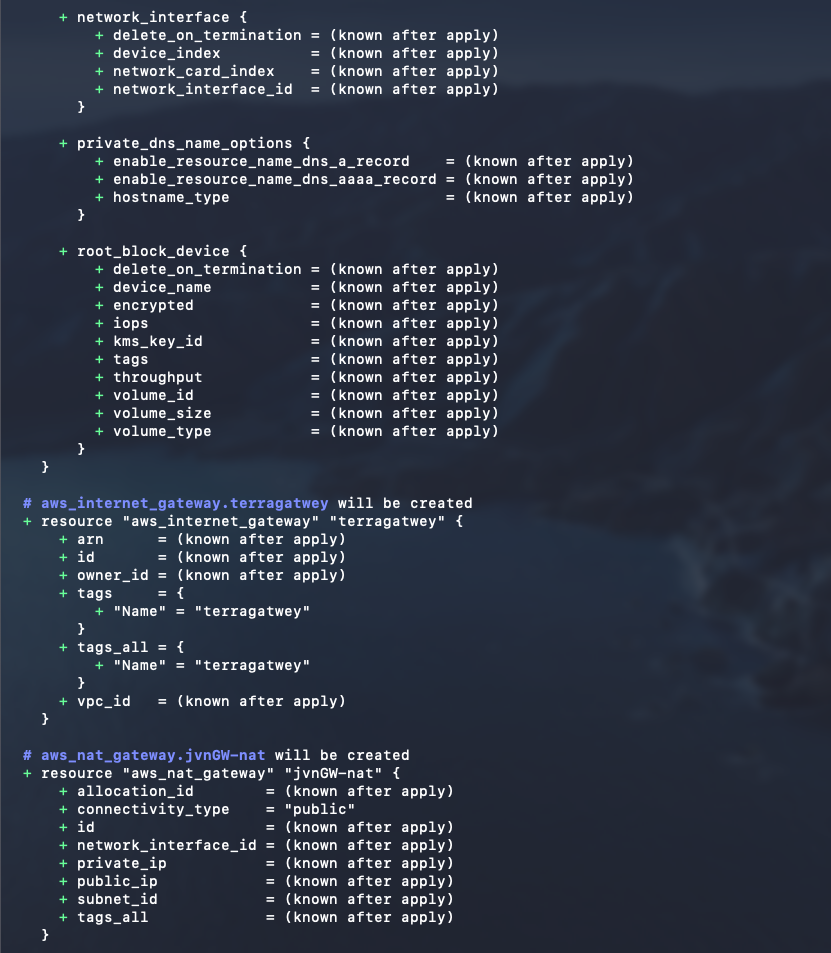 + network_interface {
+ delete_on_termination = (known after apply)
+ device_index          = (known after apply)
+ network_card_index    = (known after apply)
+ network_interface_id  = (known after apply)
}
+ private_dns_name_options {
+ enable_resource_name_dns_a_record    = (known after apply)
+ enable_resource_name_dns_aaaa_record = (known after apply)
+ hostname_type                        = (known after apply)
}
+ root_block_device {
+ delete_on_termination = (known after apply)
+ device_name           = (known after apply)
+ encrypted             = (known after apply)
+ iops                  = (known after apply)
+ kms_key_id            = (known after apply)
+ tags                  = (known after apply)
+ throughput            = (known after apply)
+ volume_id             = (known after apply)
+ volume_size           = (known after apply)
+ volume_type           = (known after apply)
}
}
# aws_internet_gateway.terragatwey will be created
+ resource "aws_internet_gateway" "terragatwey" {
+ arn      = (known after apply)
+ id       = (known after apply)
+ owner_id = (known after apply)
+ tags     = {
+ "Name" = "terragatwey"
}
+ tags_all = {
+ "Name" = "terragatwey"
}
+ vpc_id   = (known after apply)
}
# aws_nat_gateway.jvnGW-nat will be created
+ resource "aws_nat_gateway" "jvnGW-nat" {
+ allocation_id        = (known after apply)
+ connectivity_type    = "public"
+ id                   = (known after apply)
+ network_interface_id = (known after apply)
+ private_ip           = (known after apply)
+ public_ip            = (known after apply)
+ subnet_id            = (known after apply)
+ tags_all             = (known after apply)
}